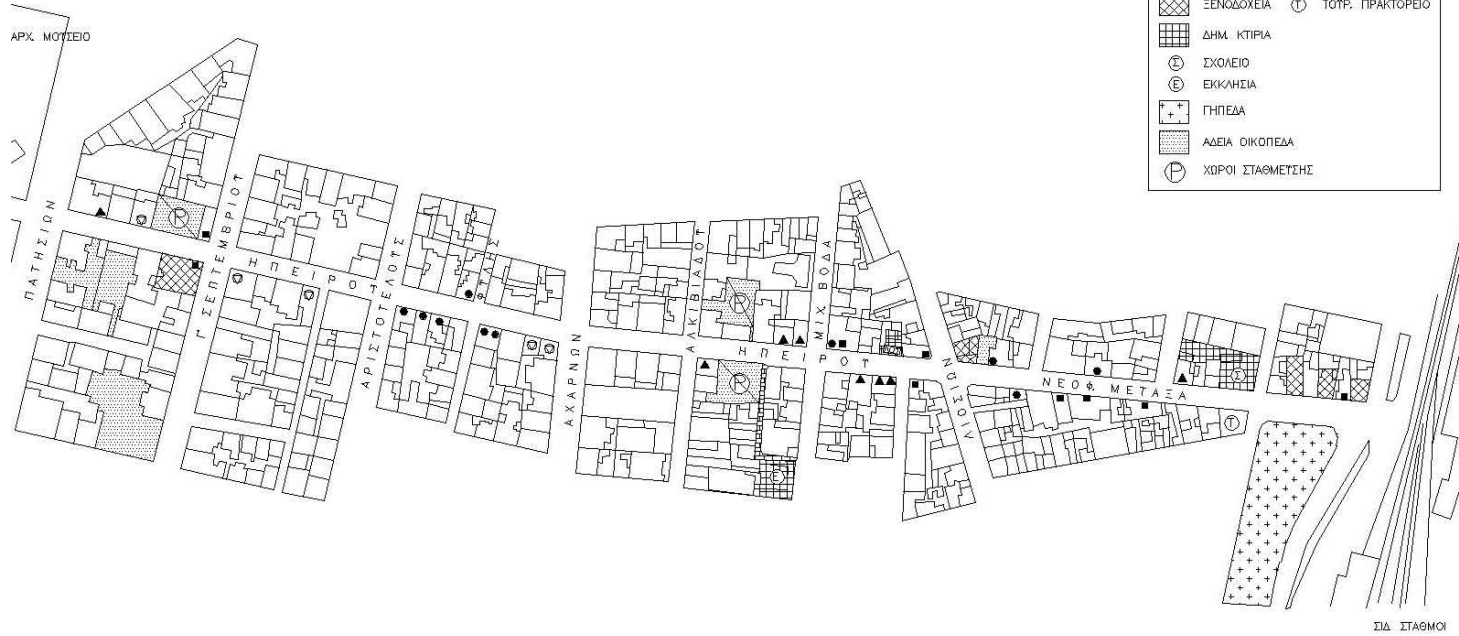 ΑΡΧ. ΜΟΥΣΕΙΟ
ΞΕΝΟΔΟΧΕΙΑ Τ ΤΟΥΡ. ΠΡΑΚΤΟΡΕΙΟ
ΔΗΜ. ΚΤΙΡΙΑ
Σ ΣΧΟΛΕΙΟ
Ε ΕΚΚΛΗΣΙΑ
ΓΗΠΕΔΑ
ΑΔΕΙΑ ΟΙΚΟΠΕΔΑ
P ΧΩΡΟΙ ΣΤΑΘΜΕΥΣΗΣ
ΠΑΤΗΣΙΩΝ
P
Γ' ΣΕΠΤΕΜΒΡΙΟΥ
ΗΠΕΙΡΟΥ
ΑΡΙΣΤΟΤΕΛΟΥΣ
ΦΥΛΗΣ
ΑΧΑΡΝΩΝ
ΑΛΚΙΒΙΑΔΟΥ
P
P
ΗΠΕΙΡΟΥ
ΜΙΧ. ΒΟΔΑ
Ε
ΛΙΟΣΙΩΝ
ΝΕΟΦ. ΜΕΤΑΞΑ
Σ
Τ
ΣΙΔ. ΣΤΑΘΜΟΙ